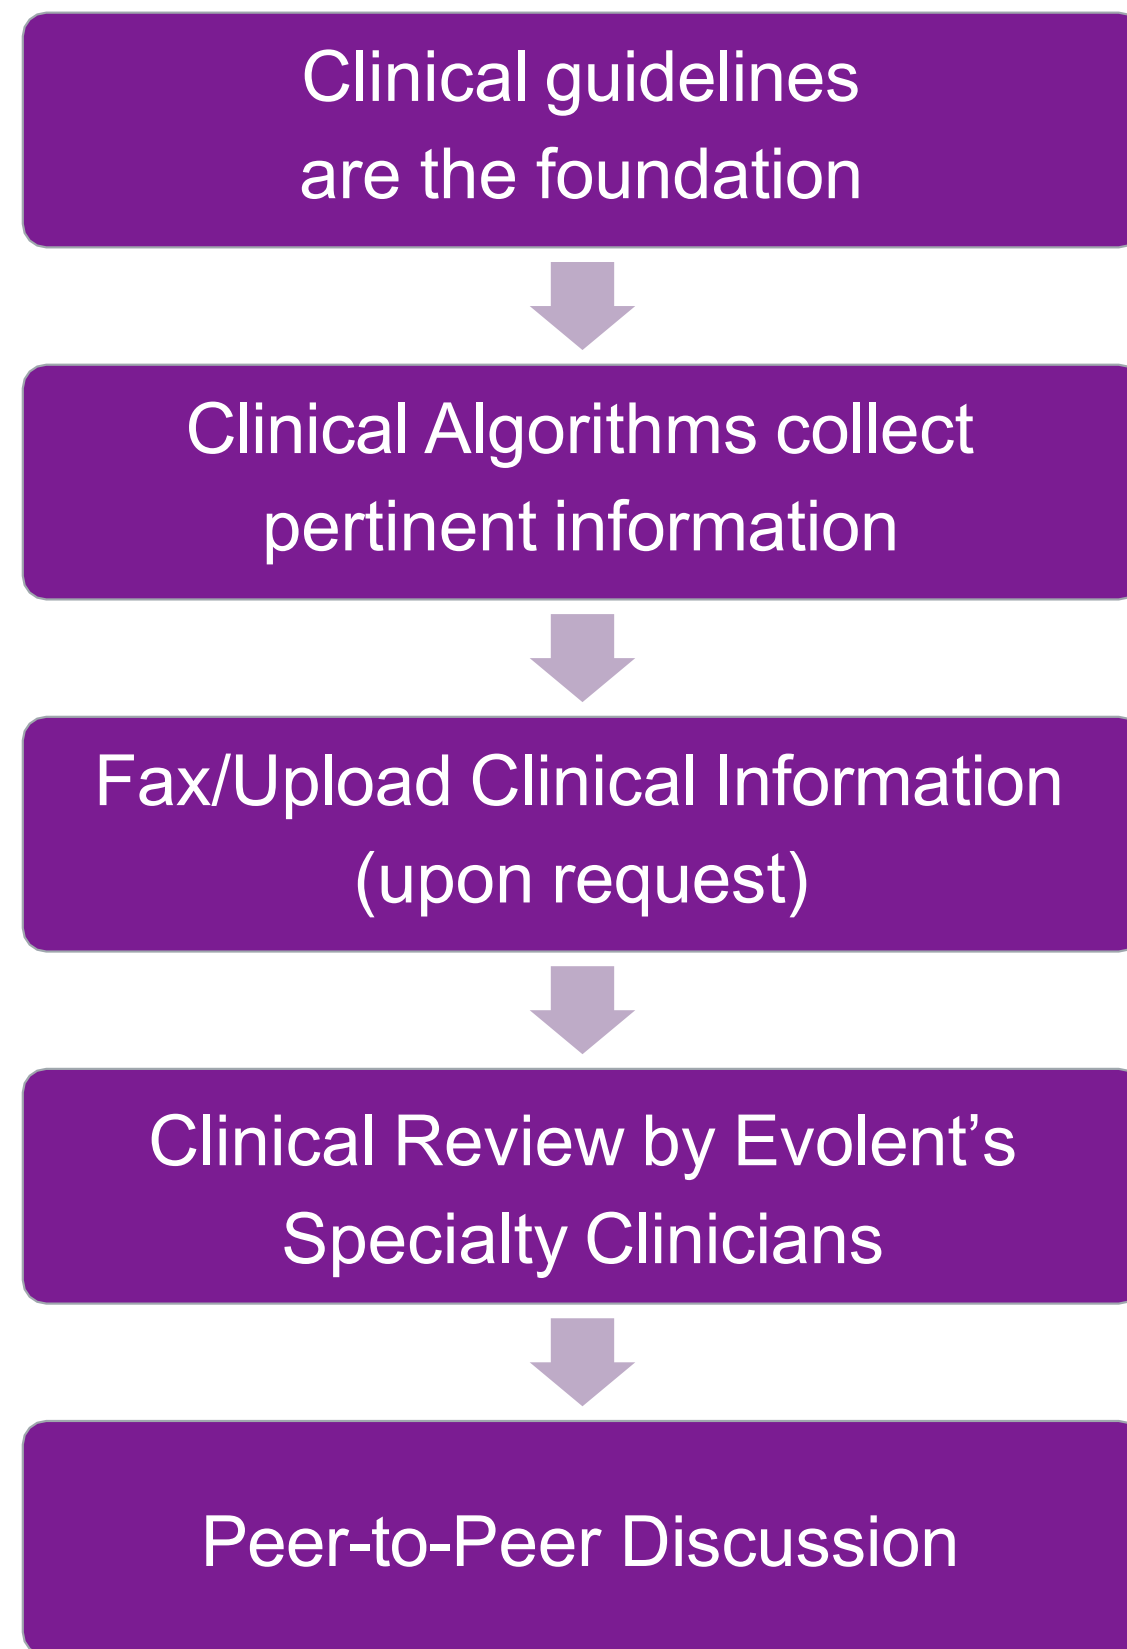 Clinical guidelines
are the foundation
Clinical Algorithms collect
pertinent information
Fax/Upload Clinical Information
(upon request)
Clinical Review by Evolent’s
Specialty Clinicians
Peer-to-Peer Discussion